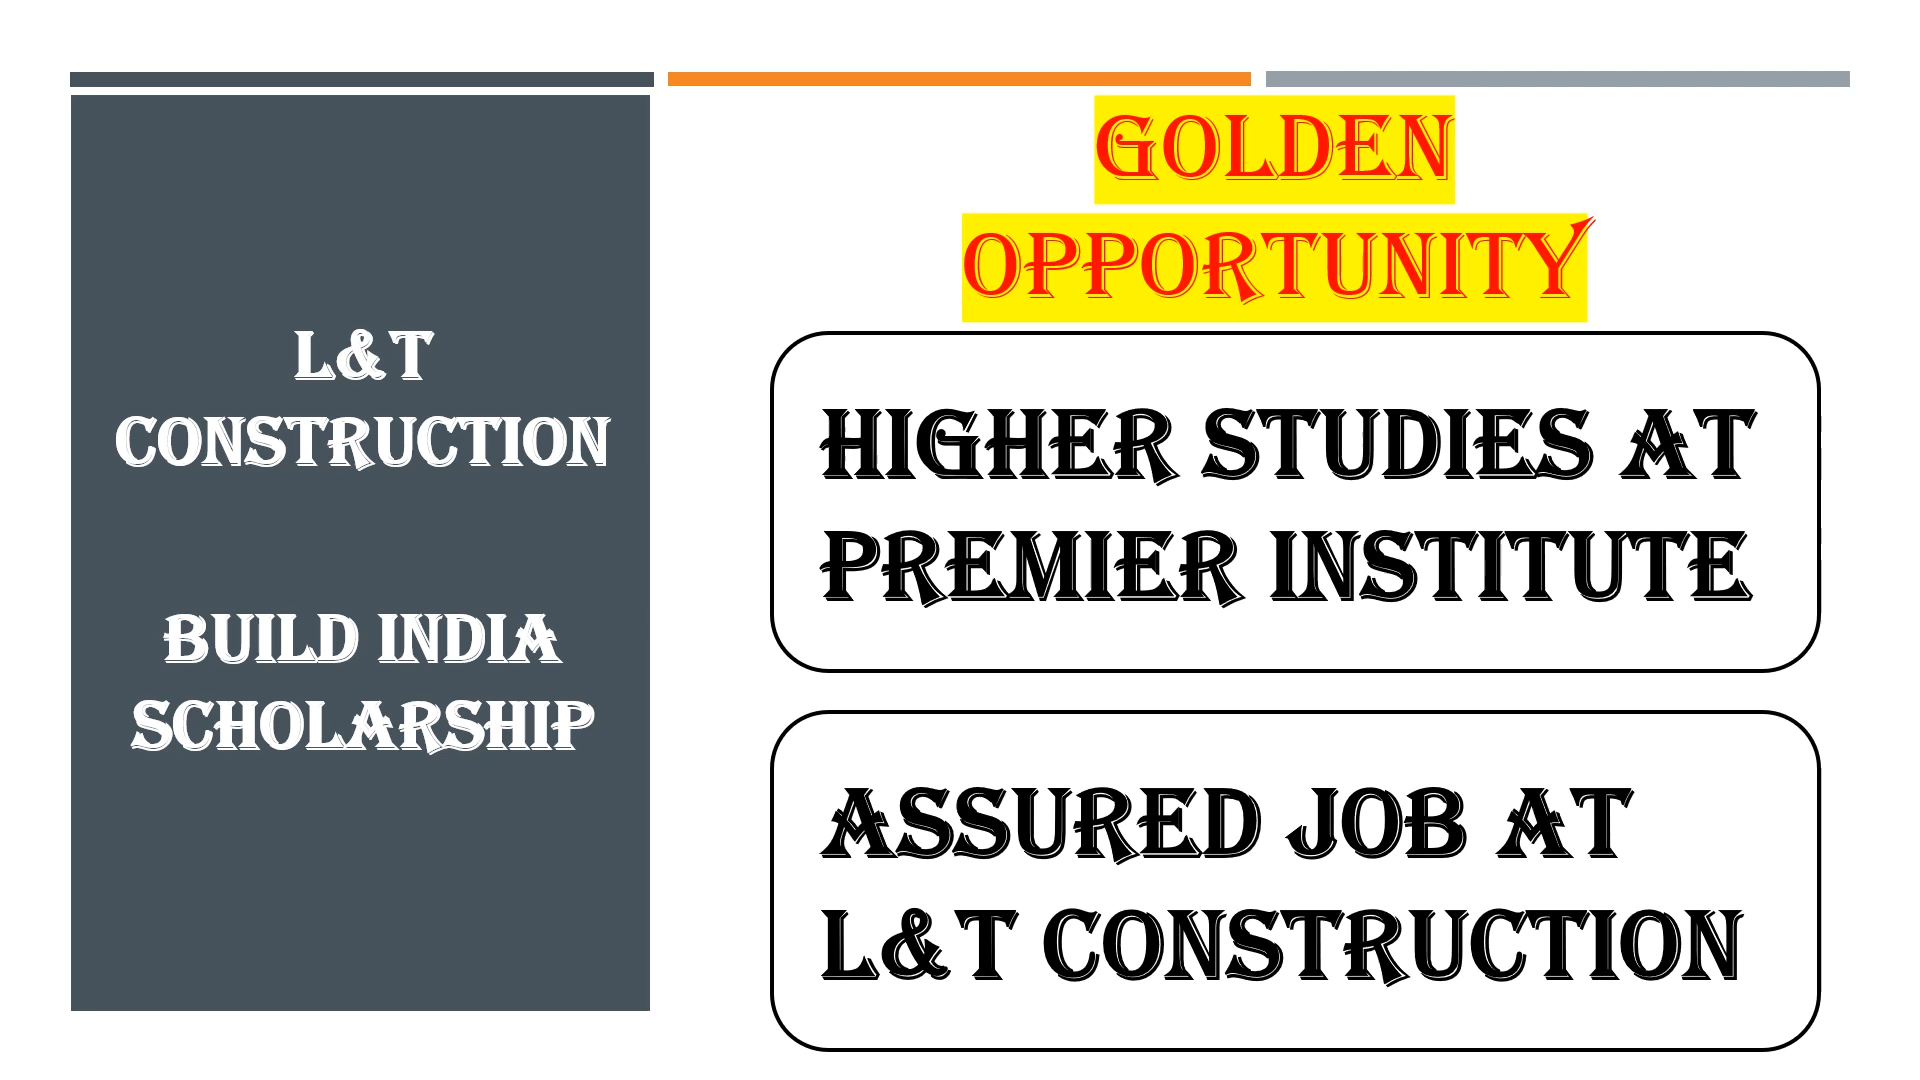 L&T
CONSTRUCTION
BUILD INDIA
SCHOLARSHIP
GOLDEN
OPPORTUNITY
HIGHER STUDIES AT
PREMIER INSTITUTE
ASSURED JOB AT
L&T CONSTRUCTION